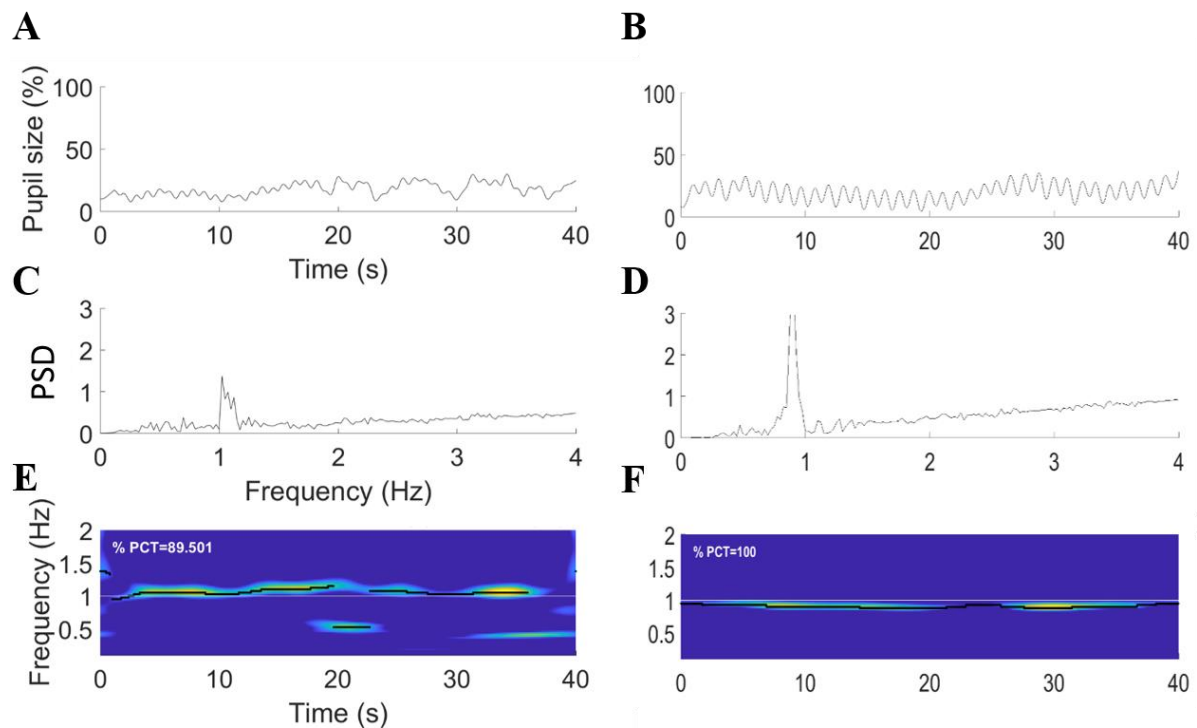 A
B
Pupil size (%)
100
50
0
0 10 20 30 40
Time (s)
100
50
0
0 10 20 30 40
C
D
PSD
3
2
1
0
0 1 2 3 4
Frequency (Hz)
3
2
1
0
0 1 2 3 4
E
F
Frequency (Hz)
2
1.5
1
0.5
% PCT=89.501
0 10 20 30 40
Time (s)
2
1.5
1
0.5
% PCT=100
0 10 20 30 40